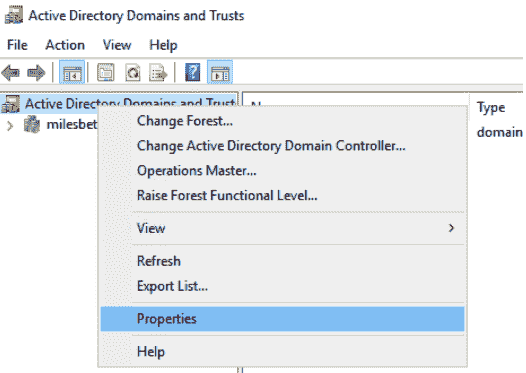 Active Directory Domains and Trusts
File Action View Help
Active Directory Domains and Trust
Type
milesbet
domain
Change Forest...
Change Active Directory Domain Controller...
Operations Master...
Raise Forest Functional Level...
View
Refresh
Export List...
Properties
Help